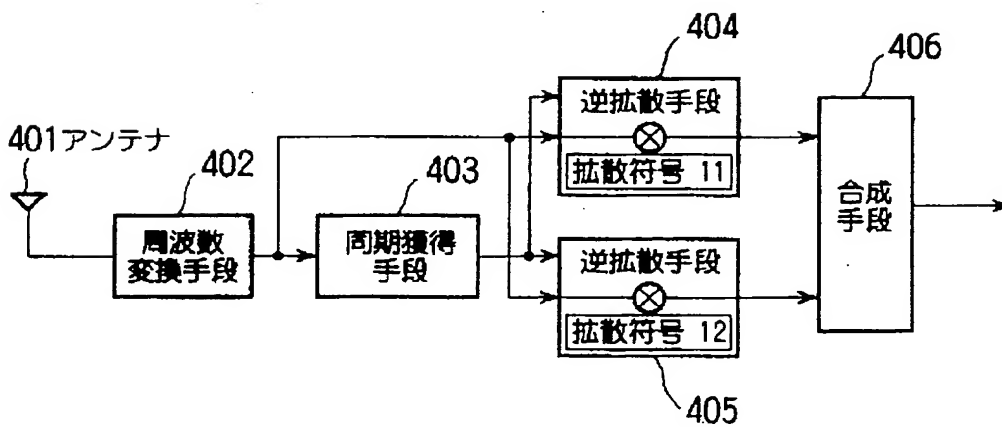 401アンテナ
402
周波数
変換手段
403
同期獲得
手段
404
逆拡散手段
拡散符号 11
逆拡散手段
拡散符号 12
405
406
合成
手段